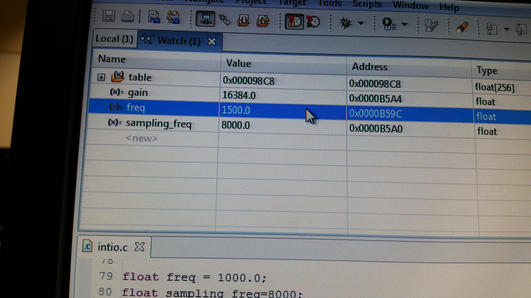 Project Target Tools Scripts Window Help
Local (1) Watch (1)
Name Value Address Type
table 0x000098C8 0x000098C8 float[256]
(x)= gain 16384.0 0x0000B5A4 float
(x)= freq 1500.0 0x0000B59C float
(x)= sampling_freq 8000.0 0x0000B5A0 float
<new>
intio.c
79 float freq = 1000.0;
80 float sampling_freq=8000;